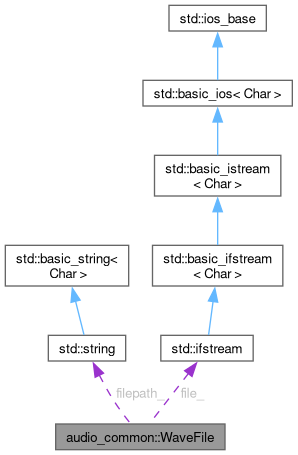 std::ios_base
std::basic_ios< Char >
std::basic_istream
< Char >
std::basic_string<
Char >
std::basic_ifstream
< Char >
std::string
std::ifstream
filepath_
file_
audio_common::WaveFile